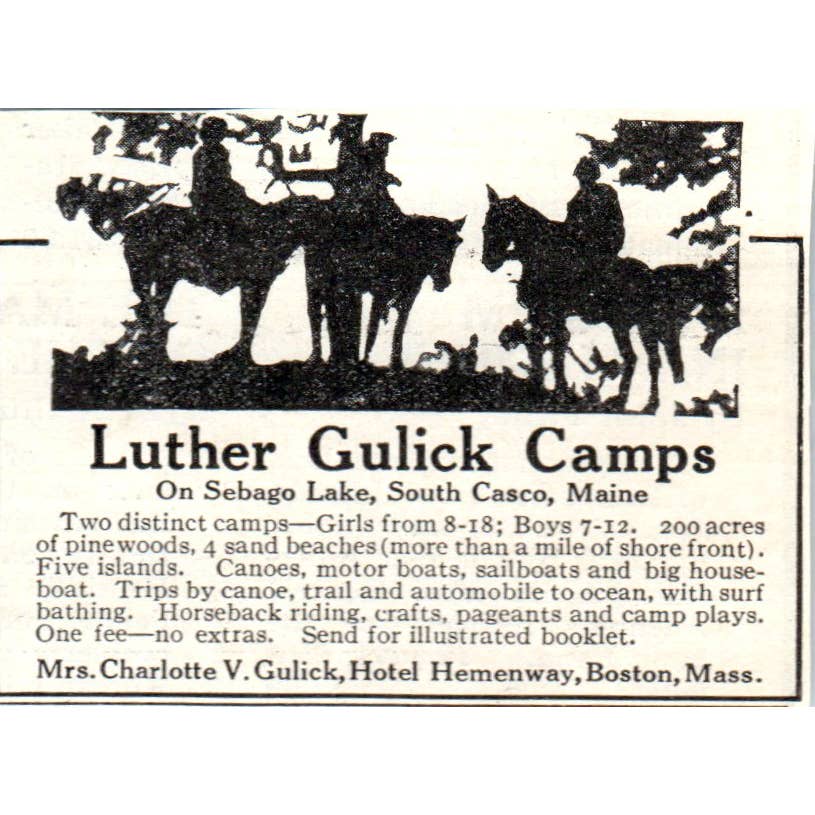 Luther Gulick Camps
On Sebago Lake, South Casco, Maine
Two distinct camps—Girls from 8-18; Boys 7-12. 200 acres
of pine woods, 4 sand beaches (more than a mile of shore front).
Five islands. Canoes, motor boats, sailboats and big house-
boat. Trips by canoe, trail and automobile to ocean, with surf
bathing. Horseback riding, crafts, pageants and camp plays.
One fee—no extras. Send for illustrated booklet.
Mrs. Charlotte V. Gulick, Hotel Hemenway, Boston, Mass.